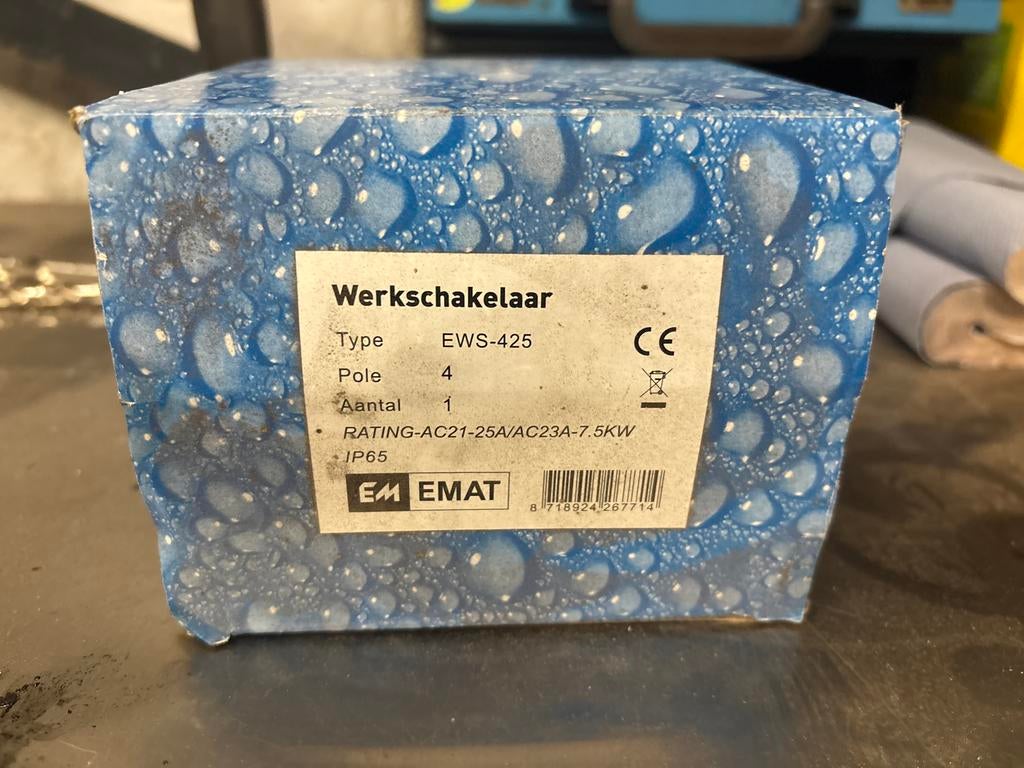 Werkschakelaar
Type EWS-425
Pole 4
Aantal 1
RATING-AC21-25A/AC23A-7.5KW
IP65
CE
EM EMAT
8 718924 267714